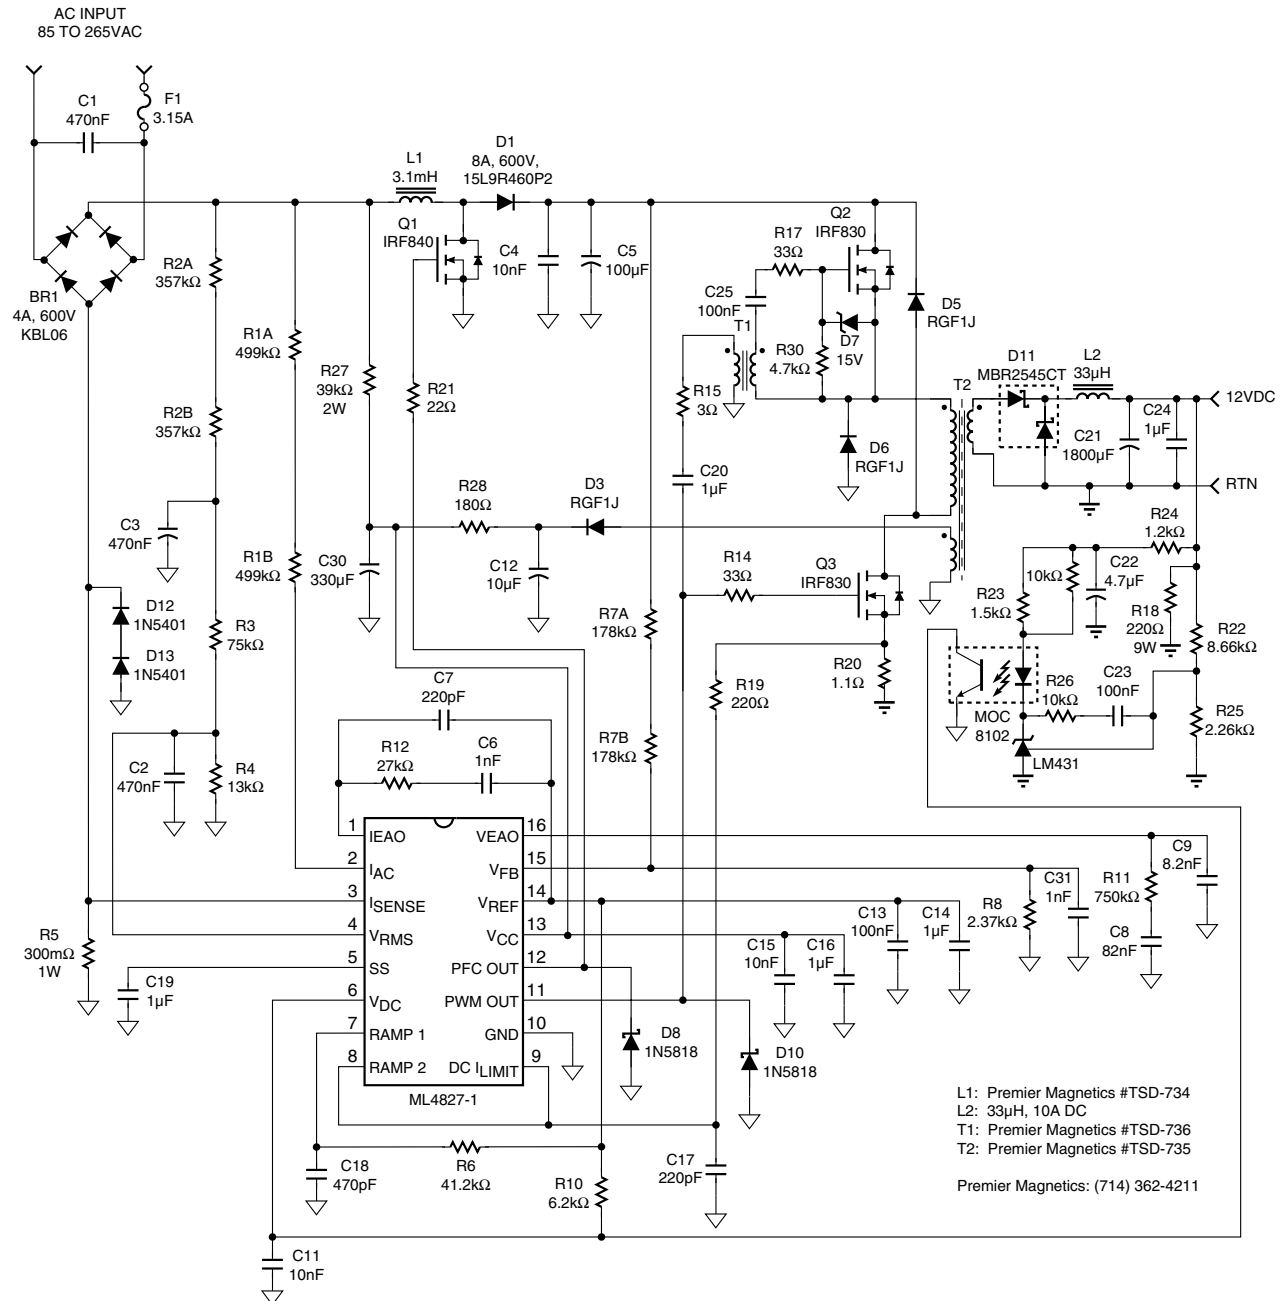 AC INPUT
85 TO 265VAC
C1
470nF
F1
3.15A
L1
3.1mH
D1
8A, 600V,
15L9R460P2
Q1
IRF840
C4
10nF
C5
100µF
R17
33Ω
Q2
IRF830
C25
100nF
T1
D5
RGF1J
D7
15V
R30
4.7kΩ
BR1
4A, 600V
KBL06
R2A
357kΩ
R1A
499kΩ
R27
39kΩ
2W
R21
22Ω
R15
3Ω
T2
D11
MBR2545CT
L2
33µH
12VDC
C24
1µF
C21
1800µF
RTN
R2B
357kΩ
D6
RGF1J
C20
1µF
R28
180Ω
D3
RGF1J
C3
470nF
R1B
499kΩ
C30
330µF
C12
10µF
R14
33Ω
Q3
IRF830
R24
1.2kΩ
10kΩ
C22
4.7µF
R23
1.5kΩ
R18
220Ω
9W
R22
8.66kΩ
D12
1N5401
D13
1N5401
R3
75kΩ
R7A
178kΩ
R20
1.1Ω
R19
220Ω
R26
10kΩ
C23
100nF
MOC
8102
LM431
R25
2.26kΩ
C7
220pF
R12
27kΩ
C6
1nF
R7B
178kΩ
C2
470nF
R4
13kΩ
1
IEAO
VEAO
16
2
IAC
VFB
15
3
ISENSE
VREF
14
4
VRMS
VCC
13
5
SS
PFC OUT
12
6
VDC
PWM OUT
11
7
RAMP 1
GND
10
8
RAMP 2
DC ILIMIT
9
ML4827-1
C9
8.2nF
R11
750kΩ
C31
1nF
R8
2.37kΩ
C8
82nF
C13
100nF
C14
1µF
C15
10nF
C16
1µF
R5
300mΩ
1W
C19
1µF
D8
1N5818
D10
1N5818
C18
470pF
R6
41.2kΩ
R10
6.2kΩ
C17
220pF
C11
10nF
L1: Premier Magnetics #TSD-734
L2: 33µH, 10A DC
T1: Premier Magnetics #TSD-736
T2: Premier Magnetics #TSD-735
Premier Magnetics: (714) 362-4211